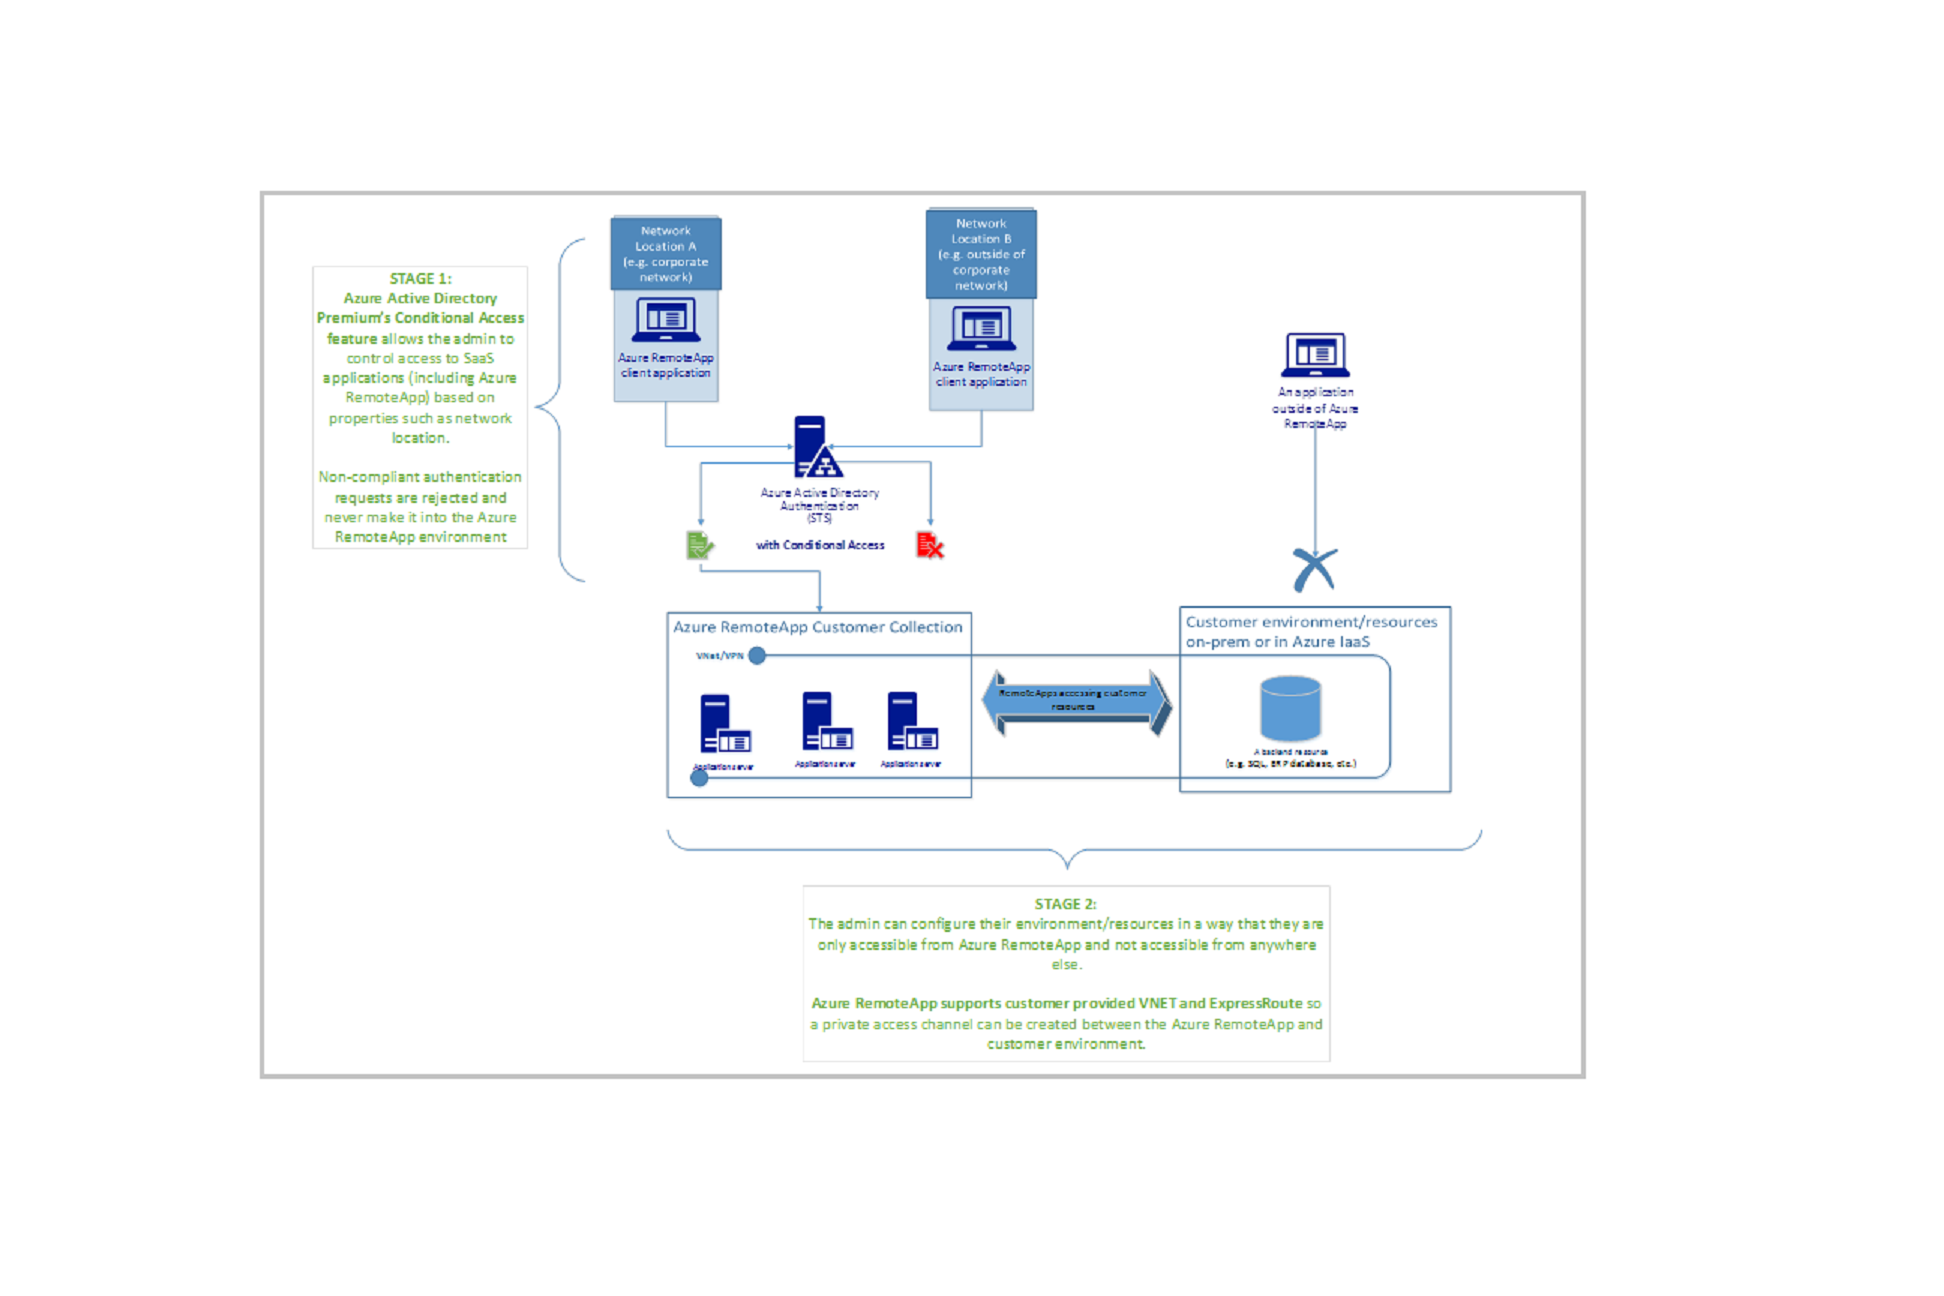 Network
Location A
(e.g. corporate
network)
Azure RemoteApp
client application
Network
Location B
(e.g. outside of
corporate
network)
Azure RemoteApp
client application
STAGE 1:
Azure Active Directory
Premium's Conditional Access
feature allows the admin to
control access to SaaS
applications (including Azure
RemoteApp) based on
properties such as network
location.
Non-compliant authentication
requests are rejected and
never make it into the Azure
RemoteApp environment
An application
outside of Azure
RemoteApp
Azure Active Directory
Authentication
(STS)
with Conditional Access
Azure RemoteApp Customer Collection
VNet/VPN
Application server
Application server
Application server
RemoteApps accessing customer
resources
Customer environment/resources
on-prem or in Azure IaaS
A backend resource
(e.g. SQL, ERP database, etc.)
STAGE 2:
The admin can configure their environment/resources in a way that they are
only accessible from Azure RemoteApp and not accessible from anywhere
else.
Azure RemoteApp supports customer provided VNET and ExpressRoute so
a private access channel can be created between the Azure RemoteApp and
customer environment.